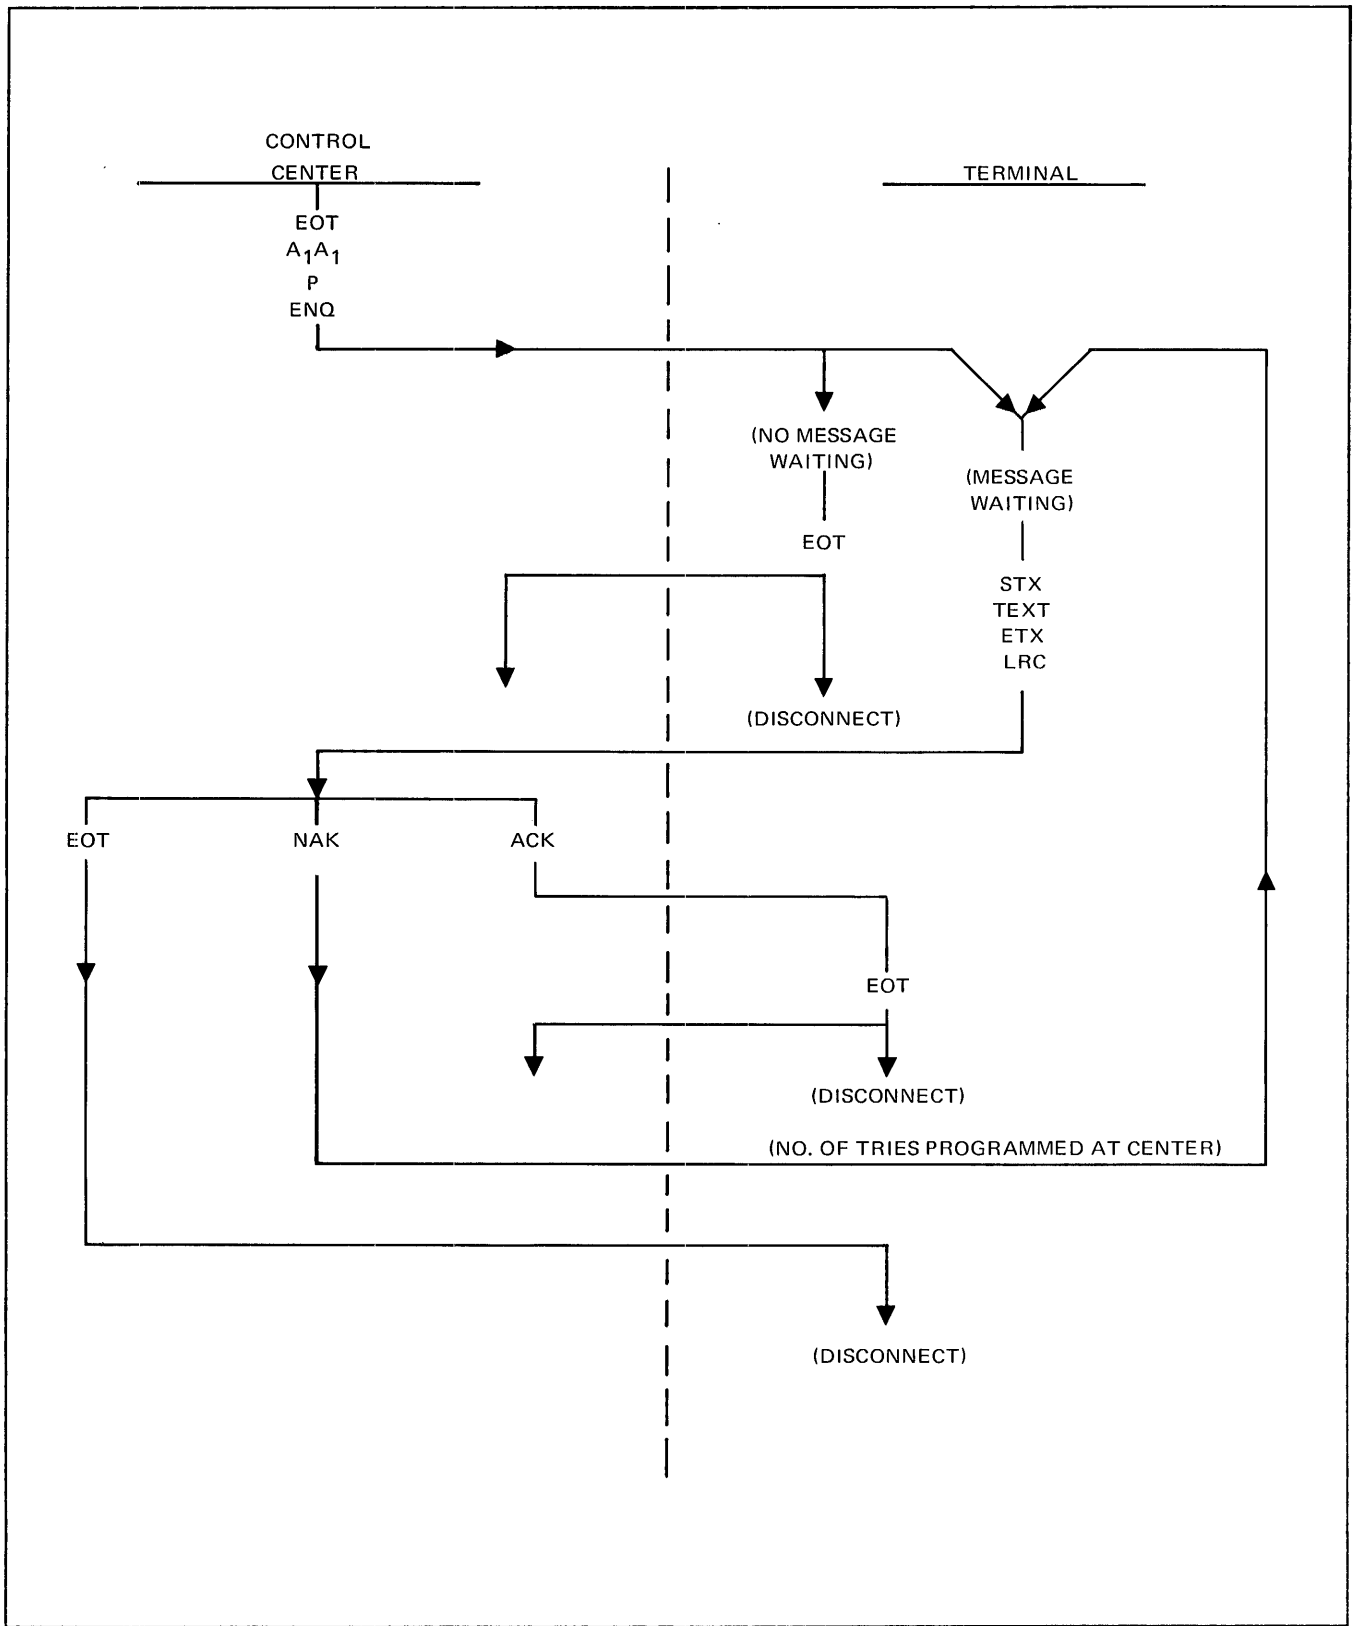 CONTROL
CENTER
TERMINAL
EOT
A₁A₁
P
ENQ
(NO MESSAGE
WAITING)
(MESSAGE
WAITING)
EOT
STX
TEXT
ETX
LRC
(DISCONNECT)
EOT
NAK
ACK
EOT
(DISCONNECT)
(NO. OF TRIES PROGRAMMED AT CENTER)
(DISCONNECT)